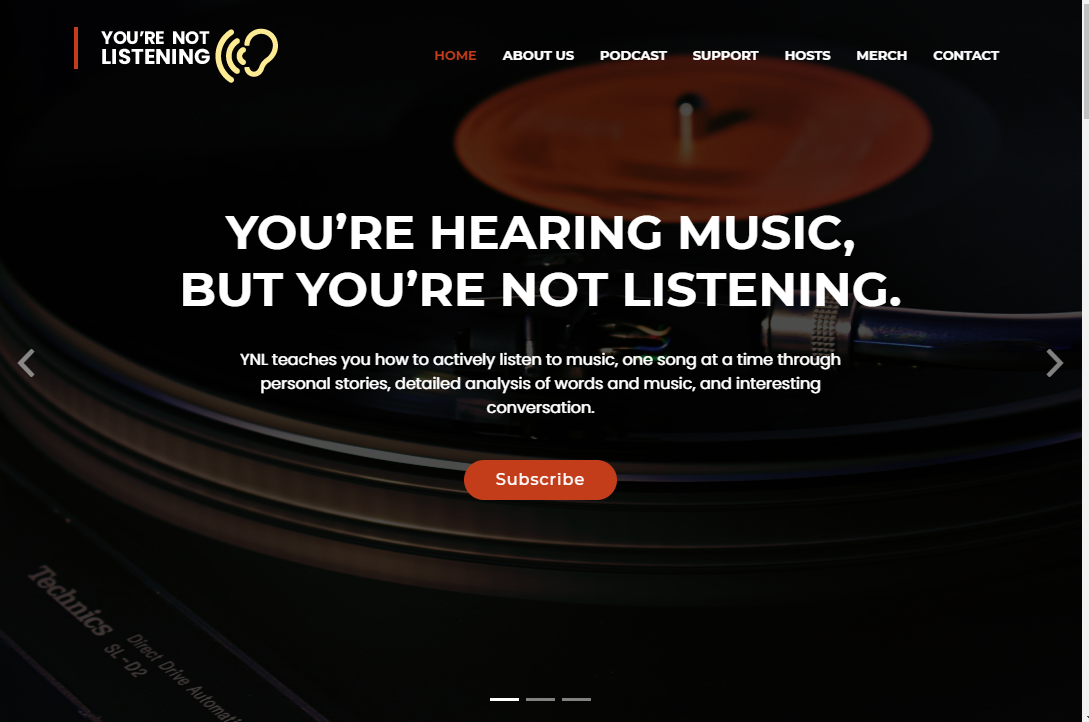 YOU'RE NOT
LISTENING
HOME ABOUT US PODCAST SUPPORT HOSTS MERCH CONTACT
YOU’RE HEARING MUSIC,
BUT YOU’RE NOT LISTENING.
YNL teaches you how to actively listen to music, one song at a time through
personal stories, detailed analysis of words and music, and interesting
conversation.
Subscribe
Technics
SL-D2
Direct Drive Automat